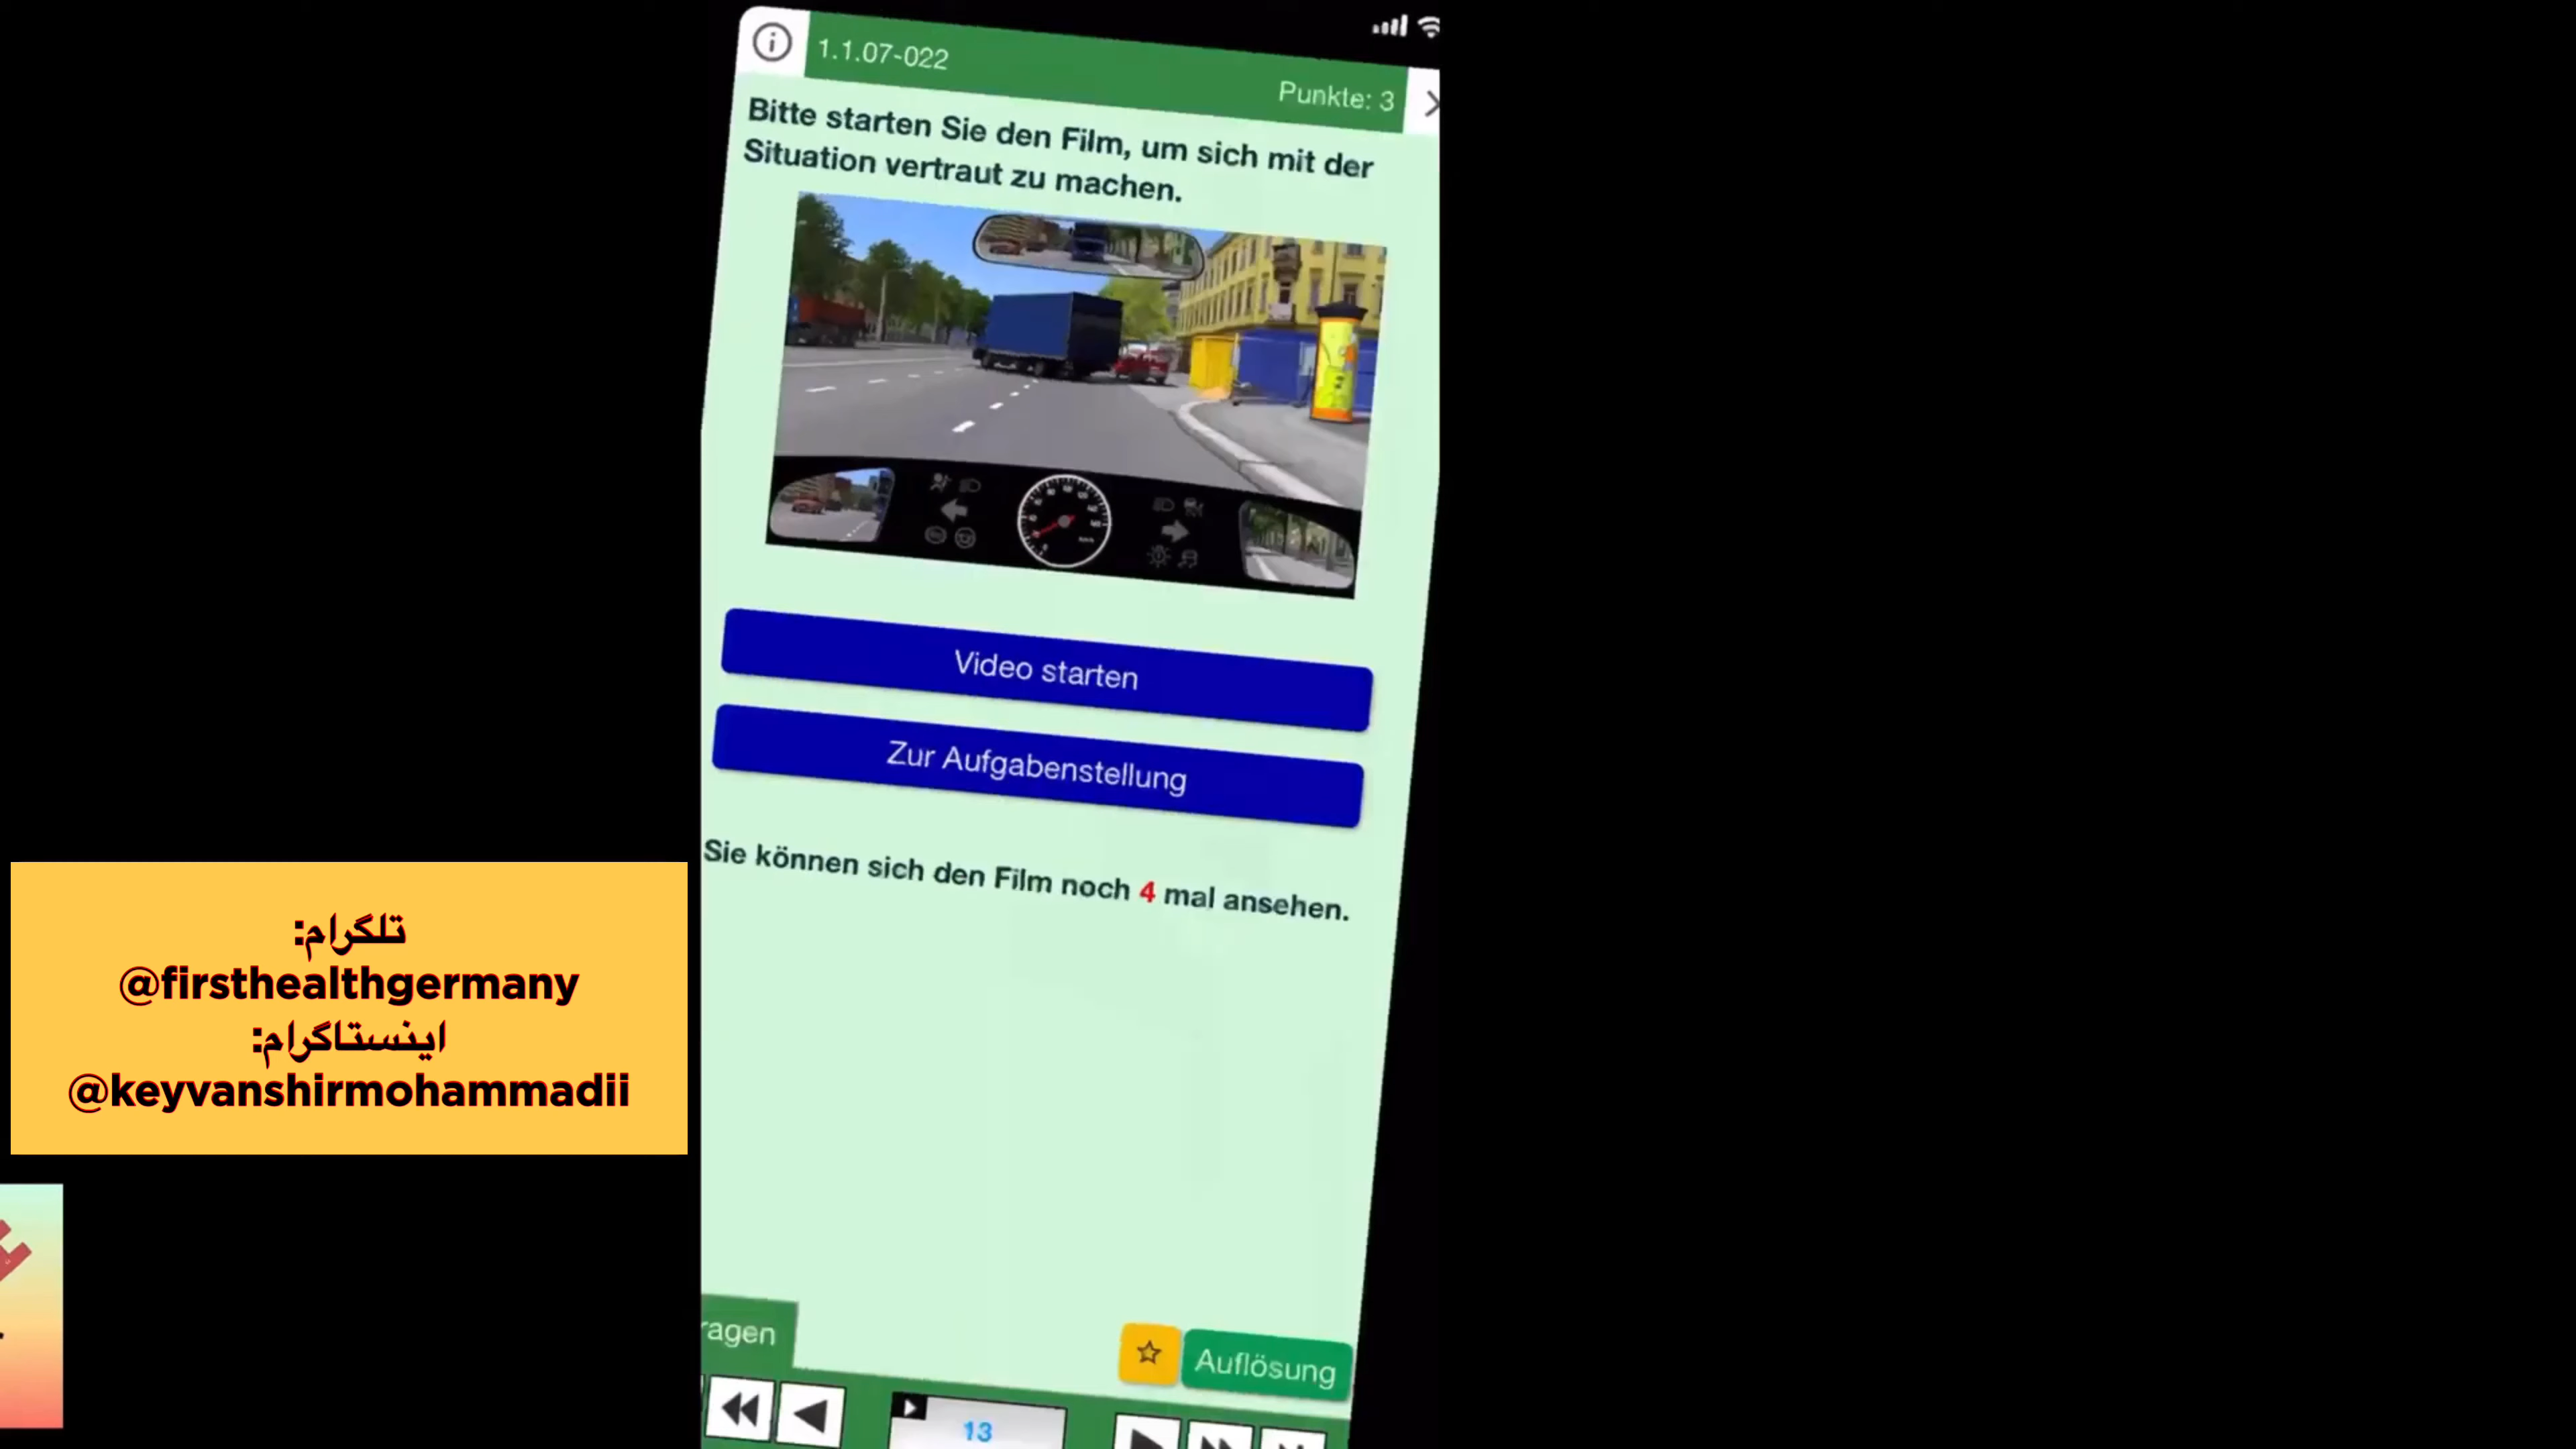 1.1.07-022
Punkte: 3
Bitte starten Sie den Film, um sich mit der
Situation vertraut zu machen.
Video starten
Zur Aufgabenstellung
Sie können sich den Film noch 4 mal ansehen.
تلگرام:
@firsthealthgermany
اینستاگرام:
@keyvanshirmohammadii
ragen
Auflösung
13